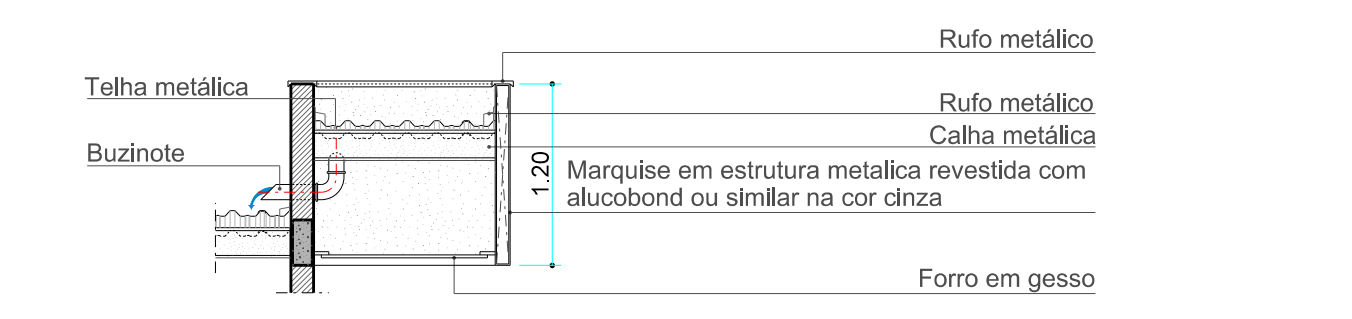 Rufo metálico
Telha metálica
Rufo metálico
Calha metálica
Buzinote
1.20
Marquise em estrutura metalica revestida com
alucobond ou similar na cor cinza
Forro em gesso